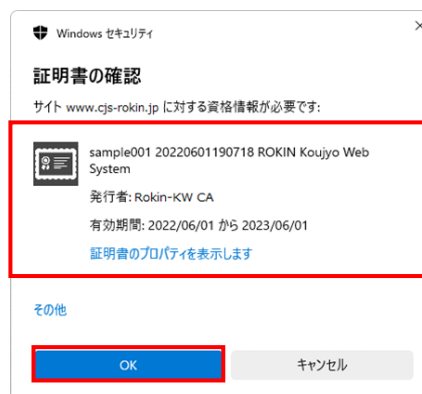 Windows セキュリティ
証明書の確認
サイト www.cjs-rokin.jp に対する資格情報が必要です:
sample001 20220601190718 ROKIN Koujyo Web
System
発行者: Rokin-KW CA
有効期間: 2022/06/01 から 2023/06/01
証明書のプロパティを表示します
その他
OK
キャンセル